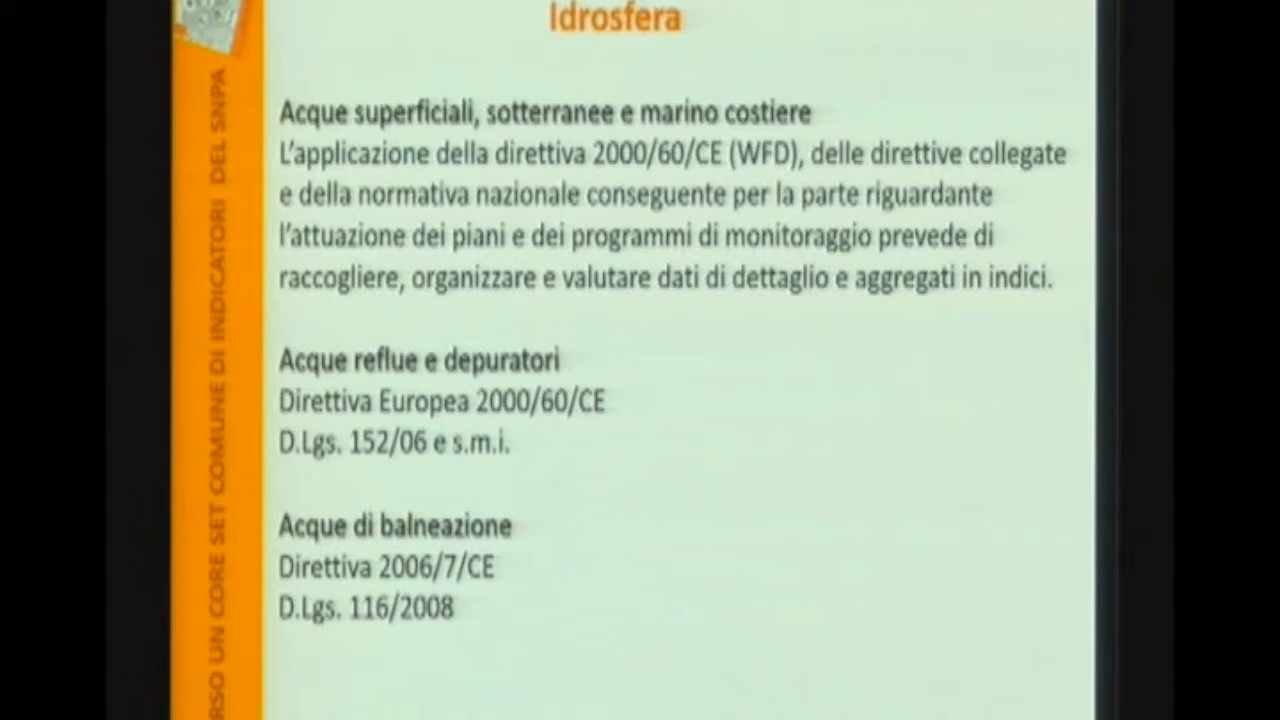 Idrosfera
Acque superficiali, sotterranee e marino costiere
L'applicazione della direttiva 2000/60/CE (WFD), delle direttive collegate
e della normativa nazionale conseguente per la parte riguardante
l'attuazione dei piani e dei programmi di monitoraggio prevede di
raccogliere, organizzare e valutare dati di dettaglio e aggregati in indici.
Acque reflue e depuratori
Direttiva Europea 2000/60/CE
D.Lgs. 152/06 e s.m.i.
Acque di balneazione
Direttiva 2006/7/CE
D.Lgs. 116/2008
RSO UN CORE SET COMUNE DI INDICATORI DEL SNPA